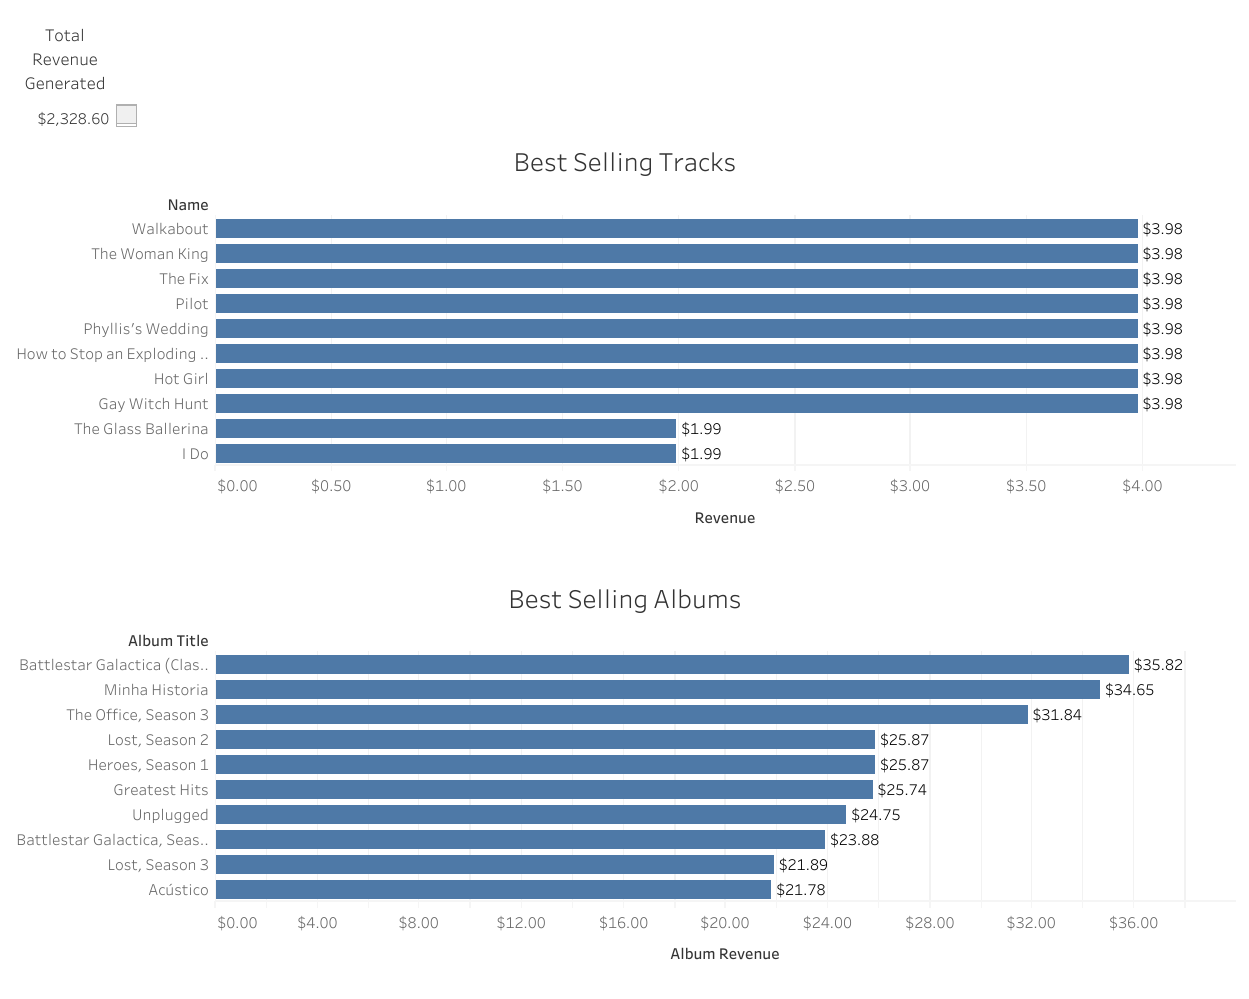 Total
Revenue
Generated
$2,328.60
Best Selling Tracks
Name
Walkabout $3.98
The Woman King $3.98
The Fix $3.98
Pilot $3.98
Phyllis's Wedding $3.98
How to Stop an Exploding .. $3.98
Hot Girl $3.98
Gay Witch Hunt $3.98
The Glass Ballerina $1.99
I Do $1.99
$0.00 $0.50 $1.00 $1.50 $2.00 $2.50 $3.00 $3.50 $4.00
Revenue
Best Selling Albums
Album Title
Battlestar Galactica (Clas.. $35.82
Minha Historia $34.65
The Office, Season 3 $31.84
Lost, Season 2 $25.87
Heroes, Season 1 $25.87
Greatest Hits $25.74
Unplugged $24.75
Battlestar Galactica, Seas.. $23.88
Lost, Season 3 $21.89
Acústico $21.78
$0.00 $4.00 $8.00 $12.00 $16.00 $20.00 $24.00 $28.00 $32.00 $36.00
Album Revenue